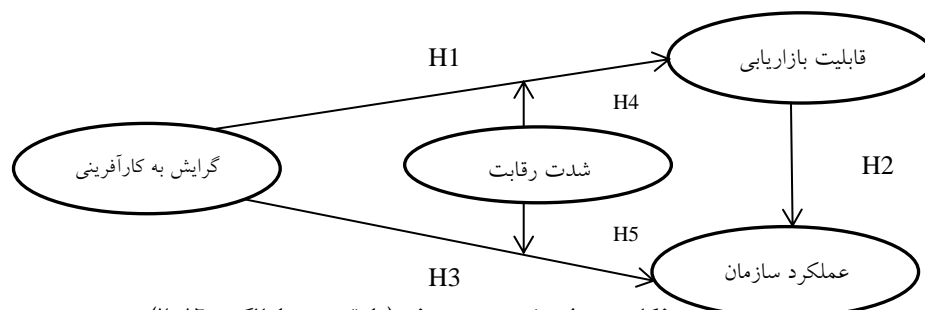 قابلیت بازاریابی
H1
H4
گرایش به کارآفرینی
شدت رقابت
H2
H5
عملکرد سازمان
H3